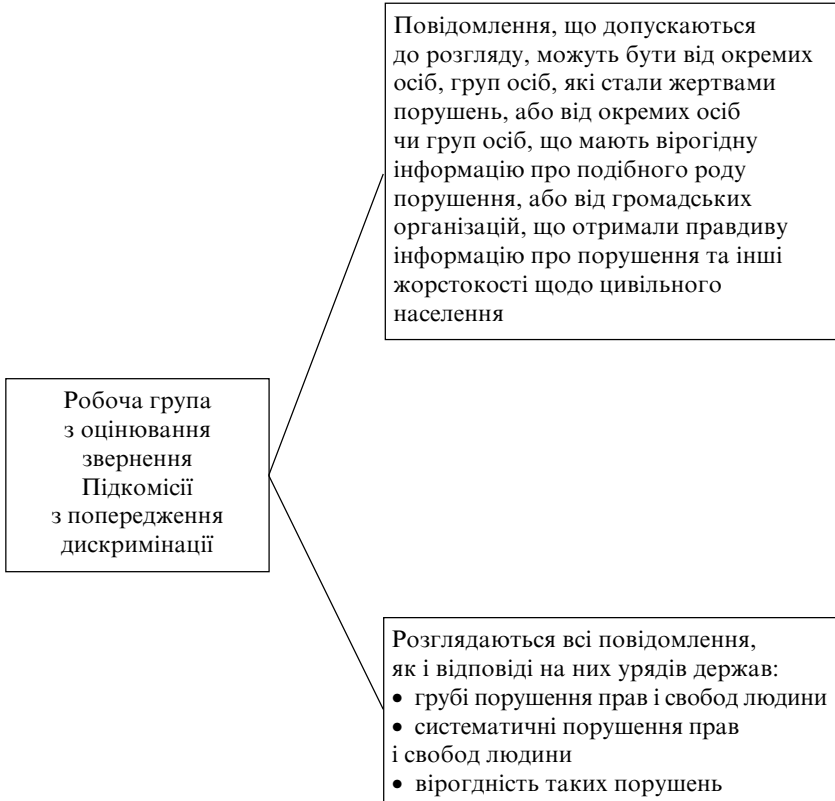 Повідомлення, що допускаються
до розгляду, можуть бути від окремих
осіб, груп осіб, які стали жертвами
порушень, або від окремих осіб
чи груп осіб, що мають вірогідну
інформацію про подібного роду
порушення, або від громадських
організацій, що отримали правдиву
інформацію про порушення та інші
жорстокості щодо цивільного
населення
Робоча група
з оцінювання
звернення
Підкомісії
з попередження
дискримінації
Розглядаються всі повідомлення,
як і відповіді на них урядів держав:
• грубі порушення прав і свобод людини
• систематичні порушення прав
і свобод людини
• вірогдність таких порушень